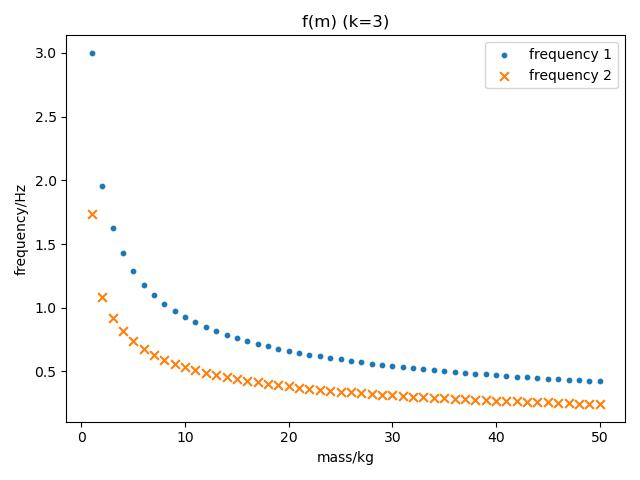 f(m) (k=3)
frequency 1
frequency 2
frequency/Hz
3.0
2.5
2.0
1.5
1.0
0.5
0 10 20 30 40 50
mass/kg